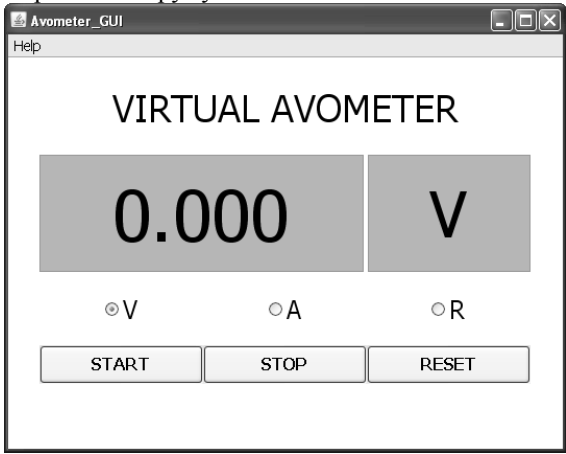 Avometer_GUI
Help
VIRTUAL AVOMETER
0.000 V
V A R
START STOP RESET